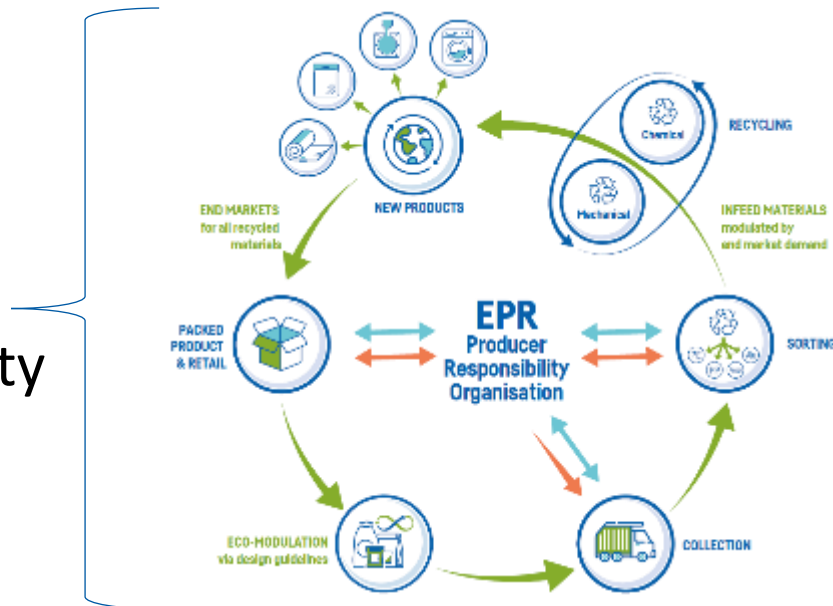 Chemical
RECYCLING
Mechanical
NEW PRODUCTS
END MARKETS
for all recycled
materials
INFEED MATERIALS
modulated by
end market demand
EPR
Producer
Responsibility
Organisation
PACKED
PRODUCT
& RETAIL
SORTING
ty
ECO-MODULATION
via design guidelines
COLLECTION